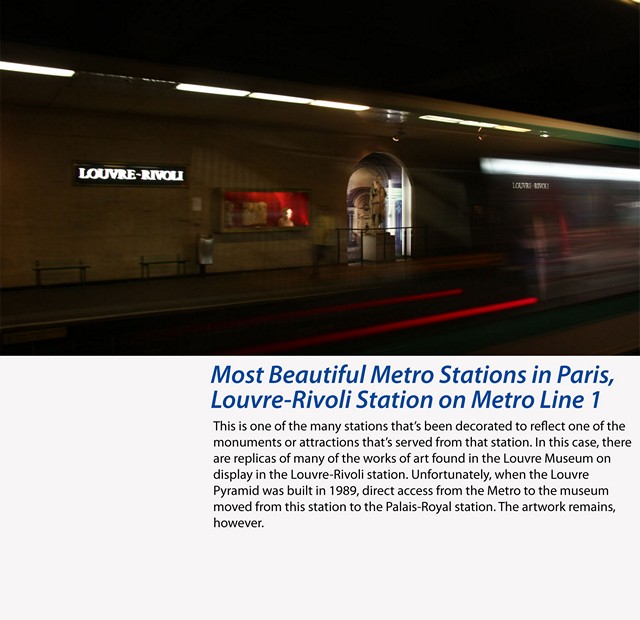 LOUVRE-RIVOLI
LOUVRE-RIVOLI
Most Beautiful Metro Stations in Paris,
Louvre-Rivoli Station on Metro Line 1
This is one of the many stations that's been decorated to reflect one of the
monuments or attractions that's served from that station. In this case, there
are replicas of many of the works of art found in the Louvre Museum on
display in the Louvre-Rivoli station. Unfortunately, when the Louvre
Pyramid was built in 1989, direct access from the Metro to the museum
moved from this station to the Palais-Royal station. The artwork remains,
however.